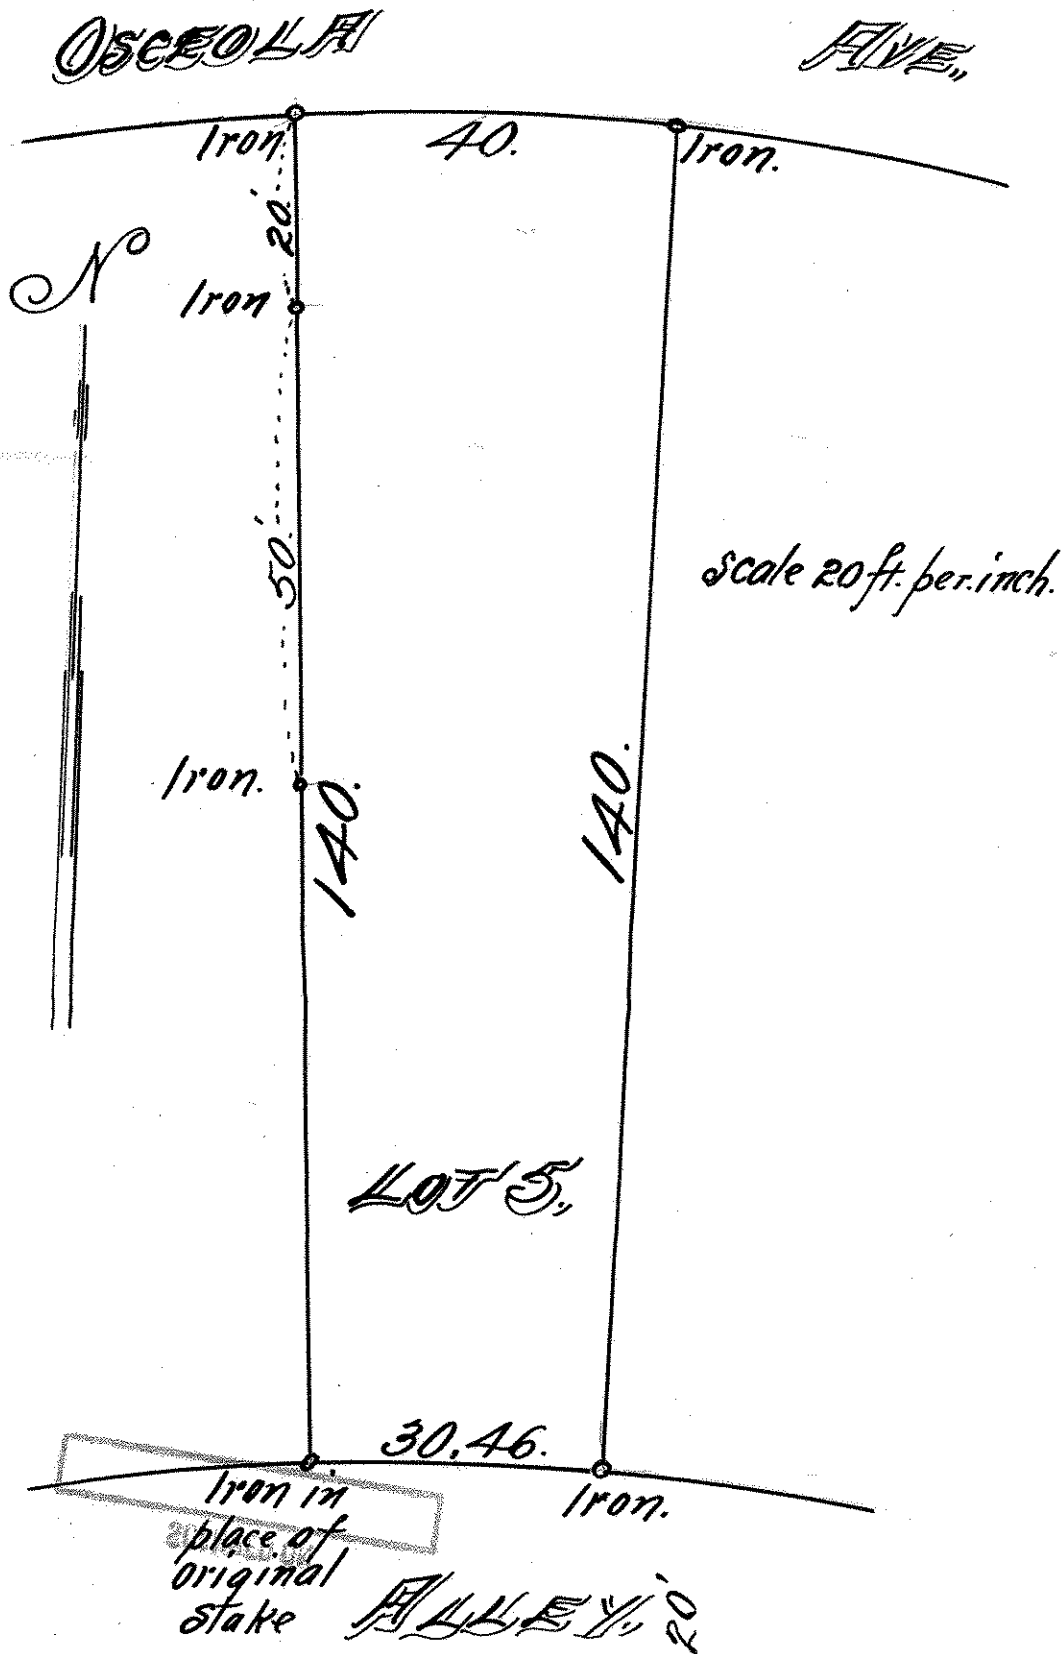 OSCEOLA AVE.
Iron 40. Iron.
20'
N
Iron
50'
scale 20 ft. per. inch.
Iron.
140.
140.
LOT 5.
30.46.
Iron in
place of
original
stake
Iron.
ALLEY. 20'